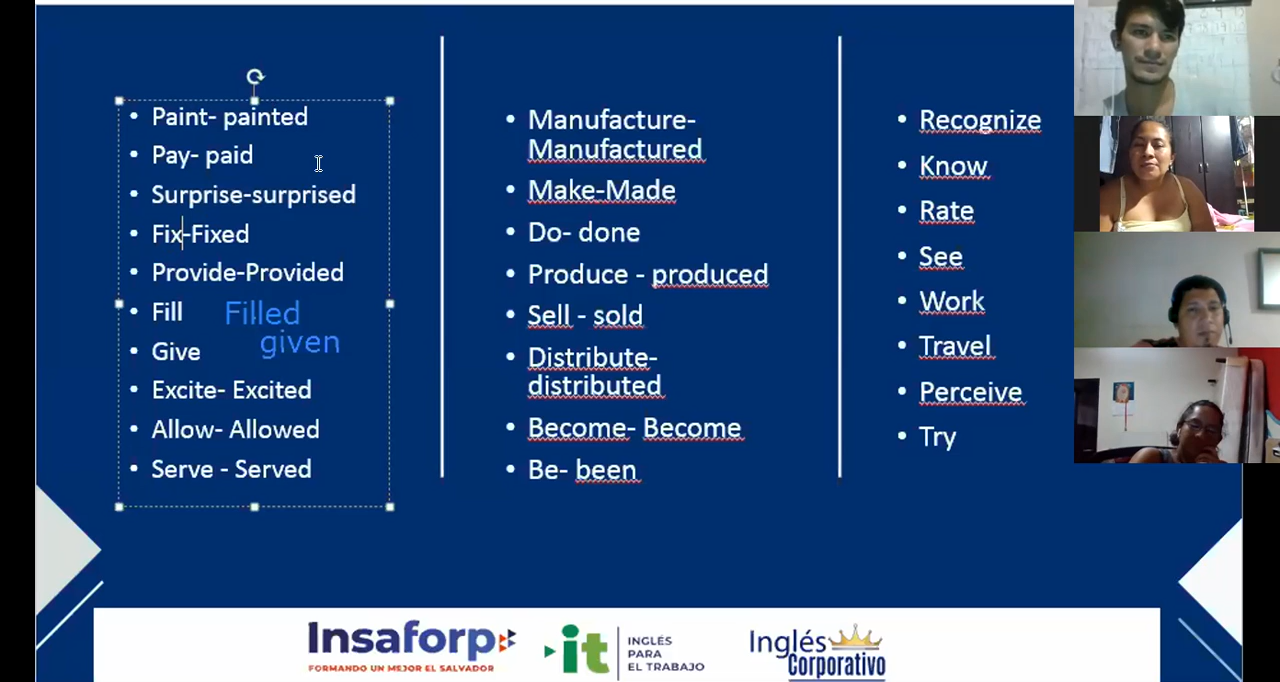 Paint- painted
Pay- paid
Surprise-surprised
Fix-Fixed
Provide-Provided
Fill
Filled
Give
given
Excite- Excited
Allow- Allowed
Serve - Served
Manufacture-
Manufactured
Make-Made
Do- done
Produce - produced
Sell - sold
Distribute-
distributed
Become- Become
Be- been
Recognize
Know
Rate
See
Work
Travel
Perceive
Try
Insaforp
FORMANDO UN MEJOR EL SALVADOR
it
INGLÉS
PARA
EL TRABAJO
Inglés
Corporativo